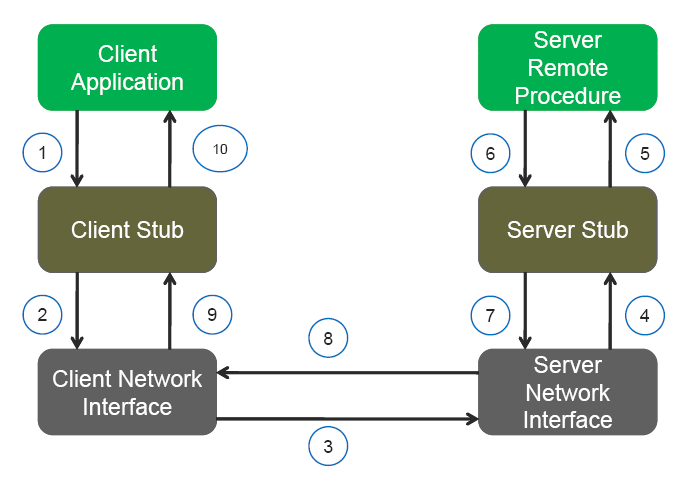 Client
Application
Server
Remote
Procedure
1
10
6
5
Client Stub
Server Stub
2
9
8
7
4
Client Network
Interface
Server
Network
Interface
3